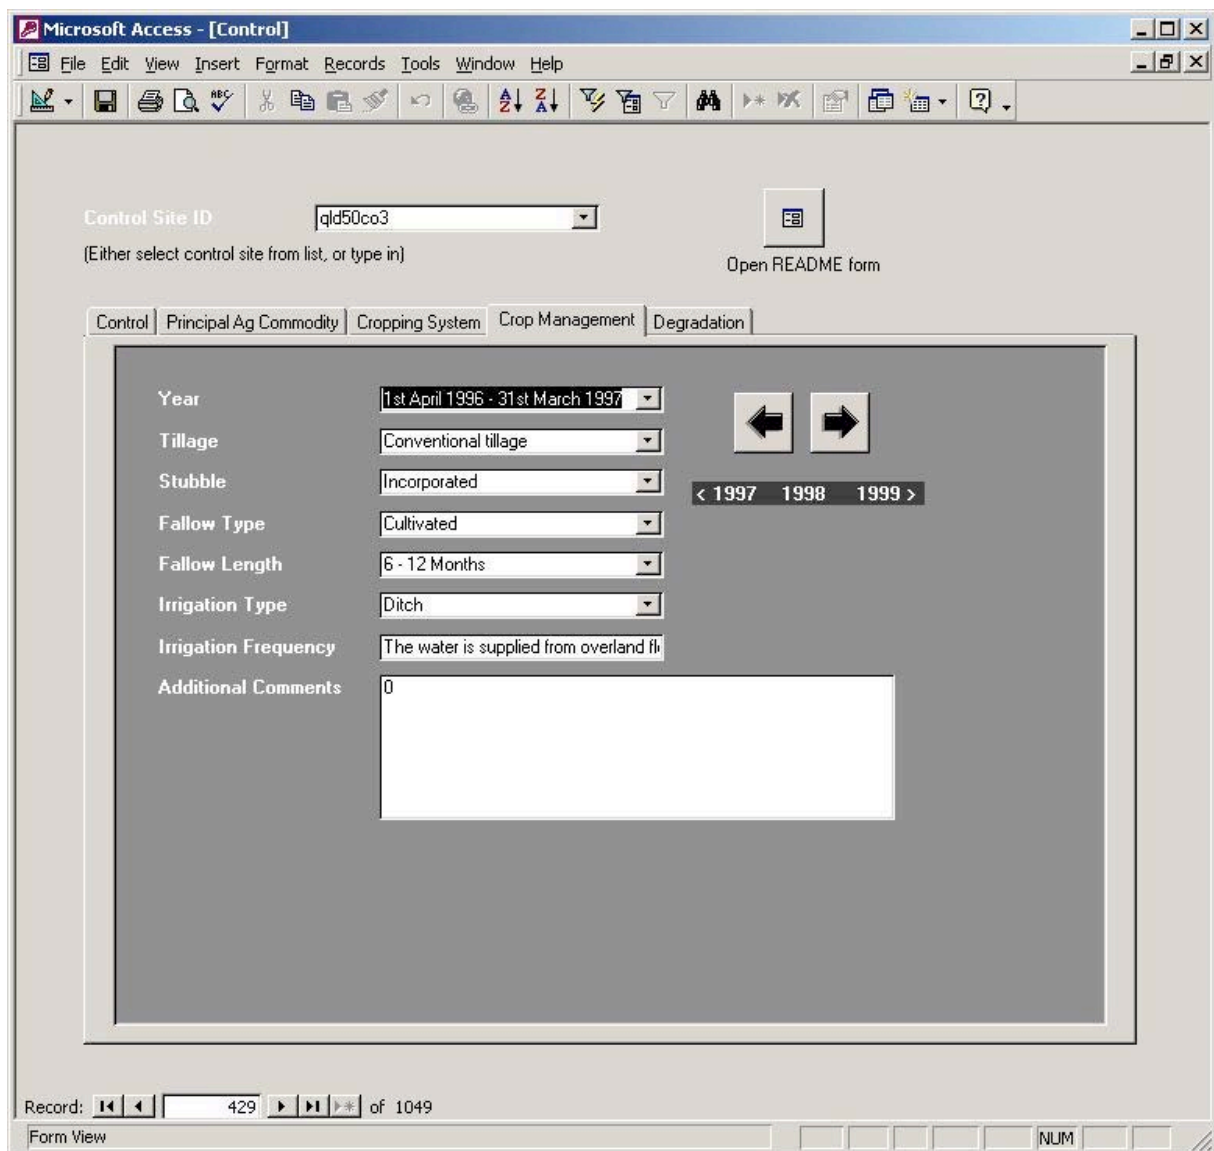 Microsoft Access - [Control]
File Edit View Insert Format Records Tools Window Help
Control Site ID qld50co3
(Either select control site from list, or type in)
Open README form
Control Principal Ag Commodity Cropping System Crop Management Degradation
Year 1st April 1996 - 31st March 1997
Tillage Conventional tillage
Stubble Incorporated
< 1997 1998 1999 >
Fallow Type Cultivated
Fallow Length 6 - 12 Months
Irrigation Type Ditch
Irrigation Frequency The water is supplied from overland fl
Additional Comments 0
Record: 429 of 1049
Form View NUM